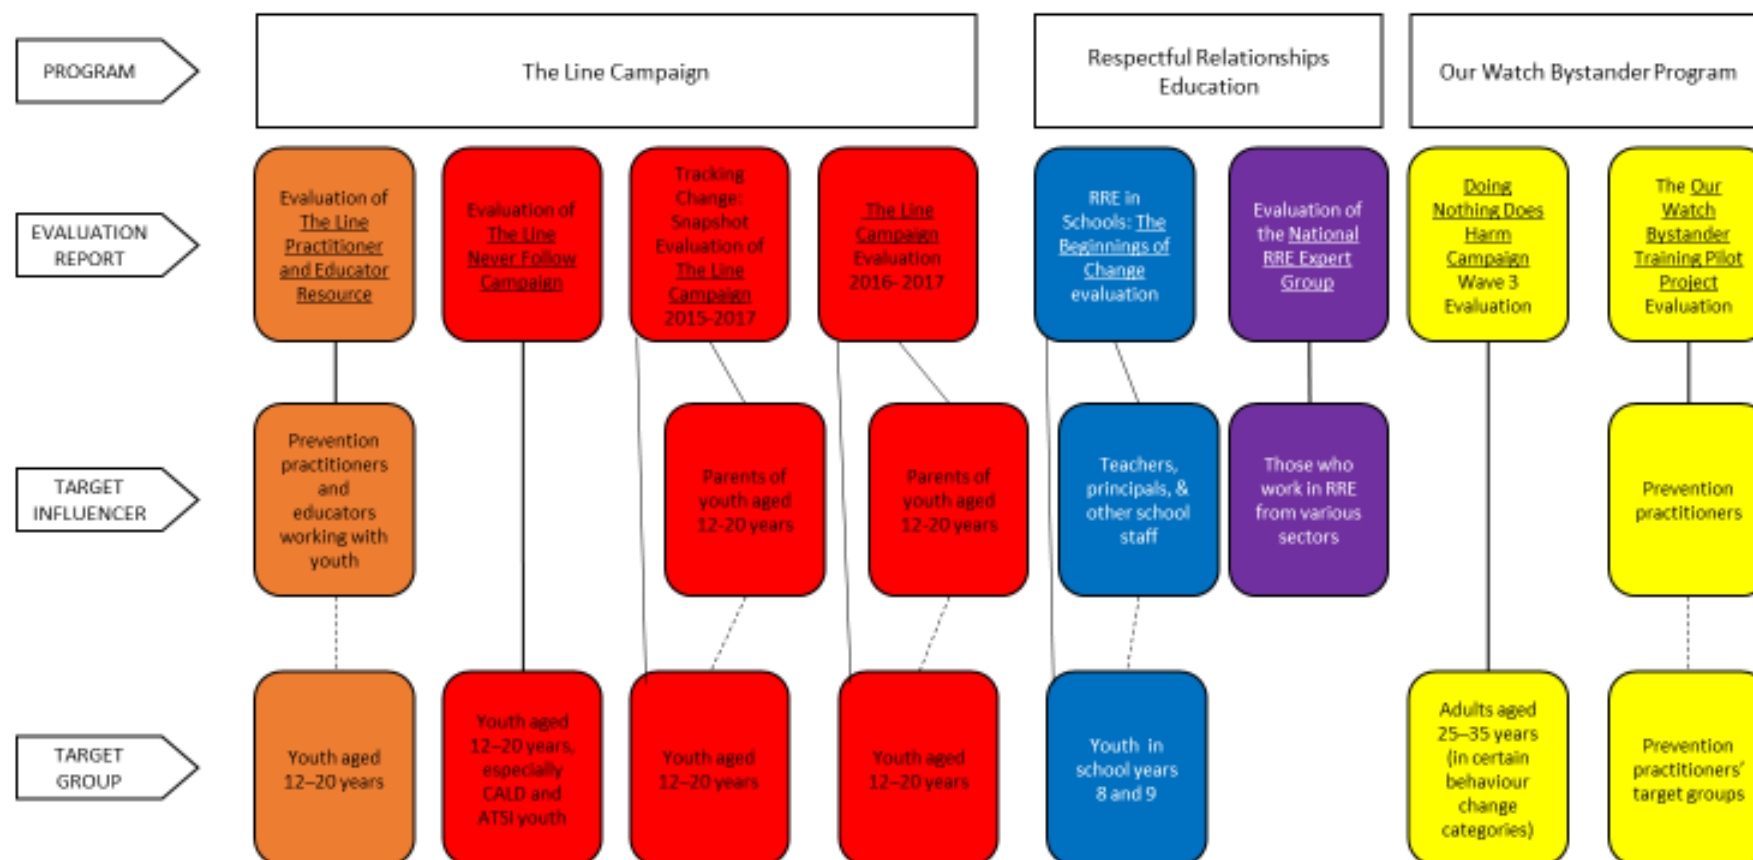 PROGRAM
The Line Campaign
Respectful Relationships
Education
Our Watch Bystander Program
EVALUATION
REPORT
Evaluation of
The Line
Practitioner
and Educator
Resource
Evaluation of
The Line
Never Follow
Campaign
Tracking
Change:
Snapshot
Evaluation of
The Line
Campaign
2015-2017
The Line
Campaign
Evaluation
2016- 2017
RRE in
Schools: The
Beginnings of
Change
evaluation
Evaluation of
the National
RRE Expert
Group
Doing
Nothing Does
Harm
Campaign
Wave 3
Evaluation
The Our
Watch
Bystander
Training Pilot
Project
Evaluation
TARGET
INFLUENCER
Prevention
practitioners
and
educators
working with
youth
Parents of
youth aged
12-20 years
Parents of
youth aged
12-20 years
Teachers,
principals, &
other school
staff
Those who
work in RRE
from various
sectors
Prevention
practitioners
TARGET
GROUP
Youth aged
12–20 years
Youth aged
12–20 years,
especially
CALD and
ATSI youth
Youth aged
12–20 years
Youth aged
12–20 years
Youth in
school years
8 and 9
Adults aged
25–35 years
(in certain
behaviour
change
categories)
Prevention
practitioners'
target groups